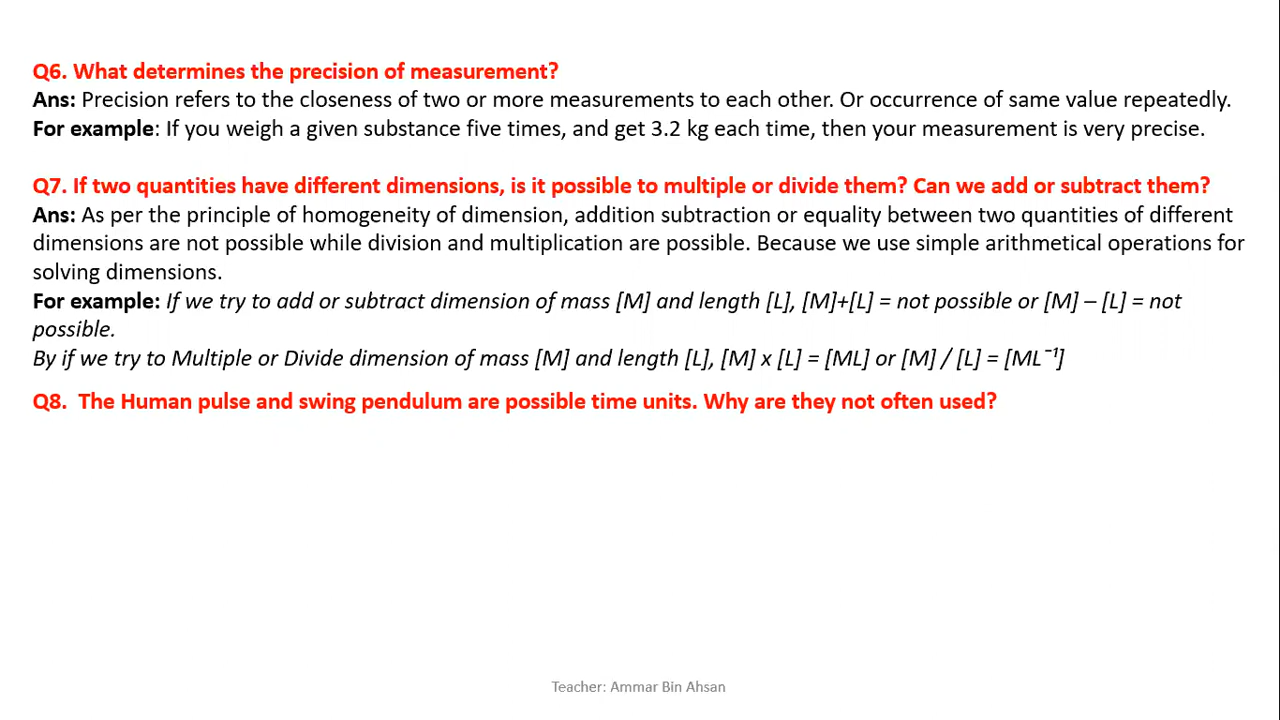 Q6. What determines the precision of measurement?
Ans: Precision refers to the closeness of two or more measurements to each other. Or occurrence of same value repeatedly.
For example: If you weigh a given substance five times, and get 3.2 kg each time, then your measurement is very precise.
Q7. If two quantities have different dimensions, is it possible to multiple or divide them? Can we add or subtract them?
Ans: As per the principle of homogeneity of dimension, addition subtraction or equality between two quantities of different
dimensions are not possible while division and multiplication are possible. Because we use simple arithmetical operations for
solving dimensions.
For example: If we try to add or subtract dimension of mass [M] and length [L], [M]+[L] = not possible or [M] – [L] = not
possible.
By if we try to Multiple or Divide dimension of mass [M] and length [L], [M] x [L] = [ML] or [M] / [L] = [ML⁻¹]
Q8. The Human pulse and swing pendulum are possible time units. Why are they not often used?
Teacher: Ammar Bin Ahsan